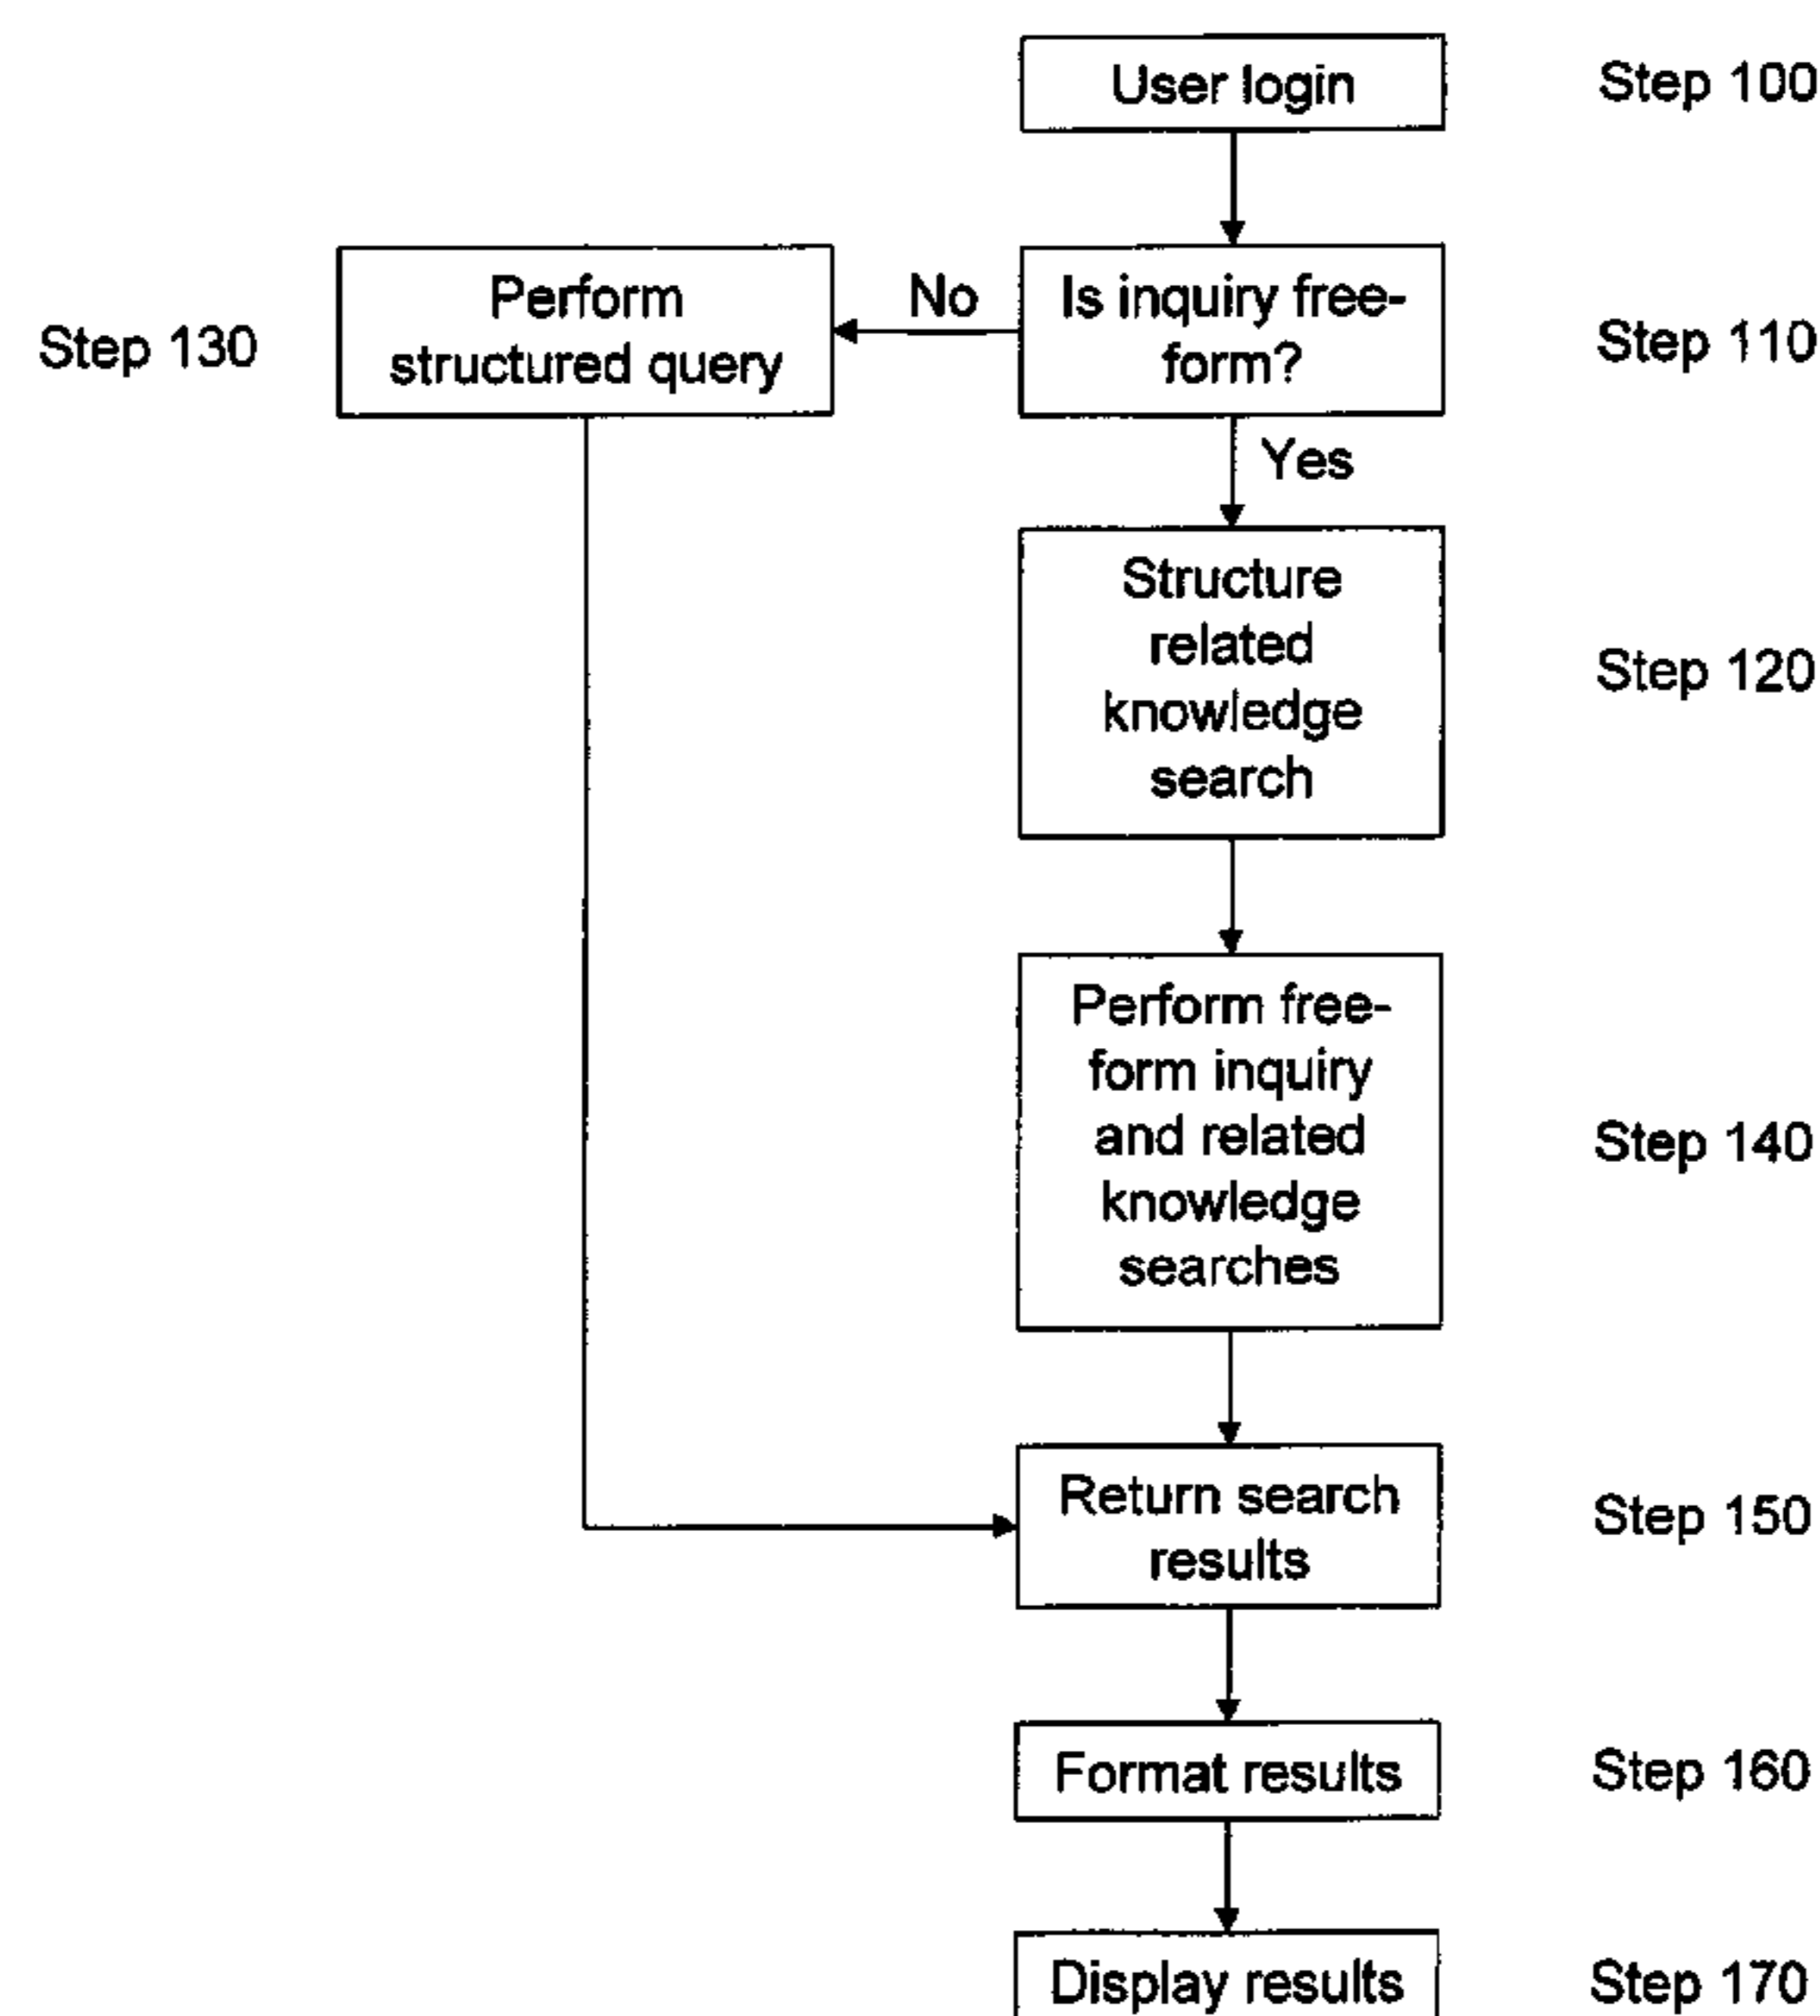 User login
Step 100
Perform
structured query
Step 130
No
Is inquiry free-
form?
Step 110
Yes
Structure
related
knowledge
search
Step 120
Perform free-
form inquiry
and related
knowledge
searches
Step 140
Return search
results
Step 150
Format results
Step 160
Display results
Step 170